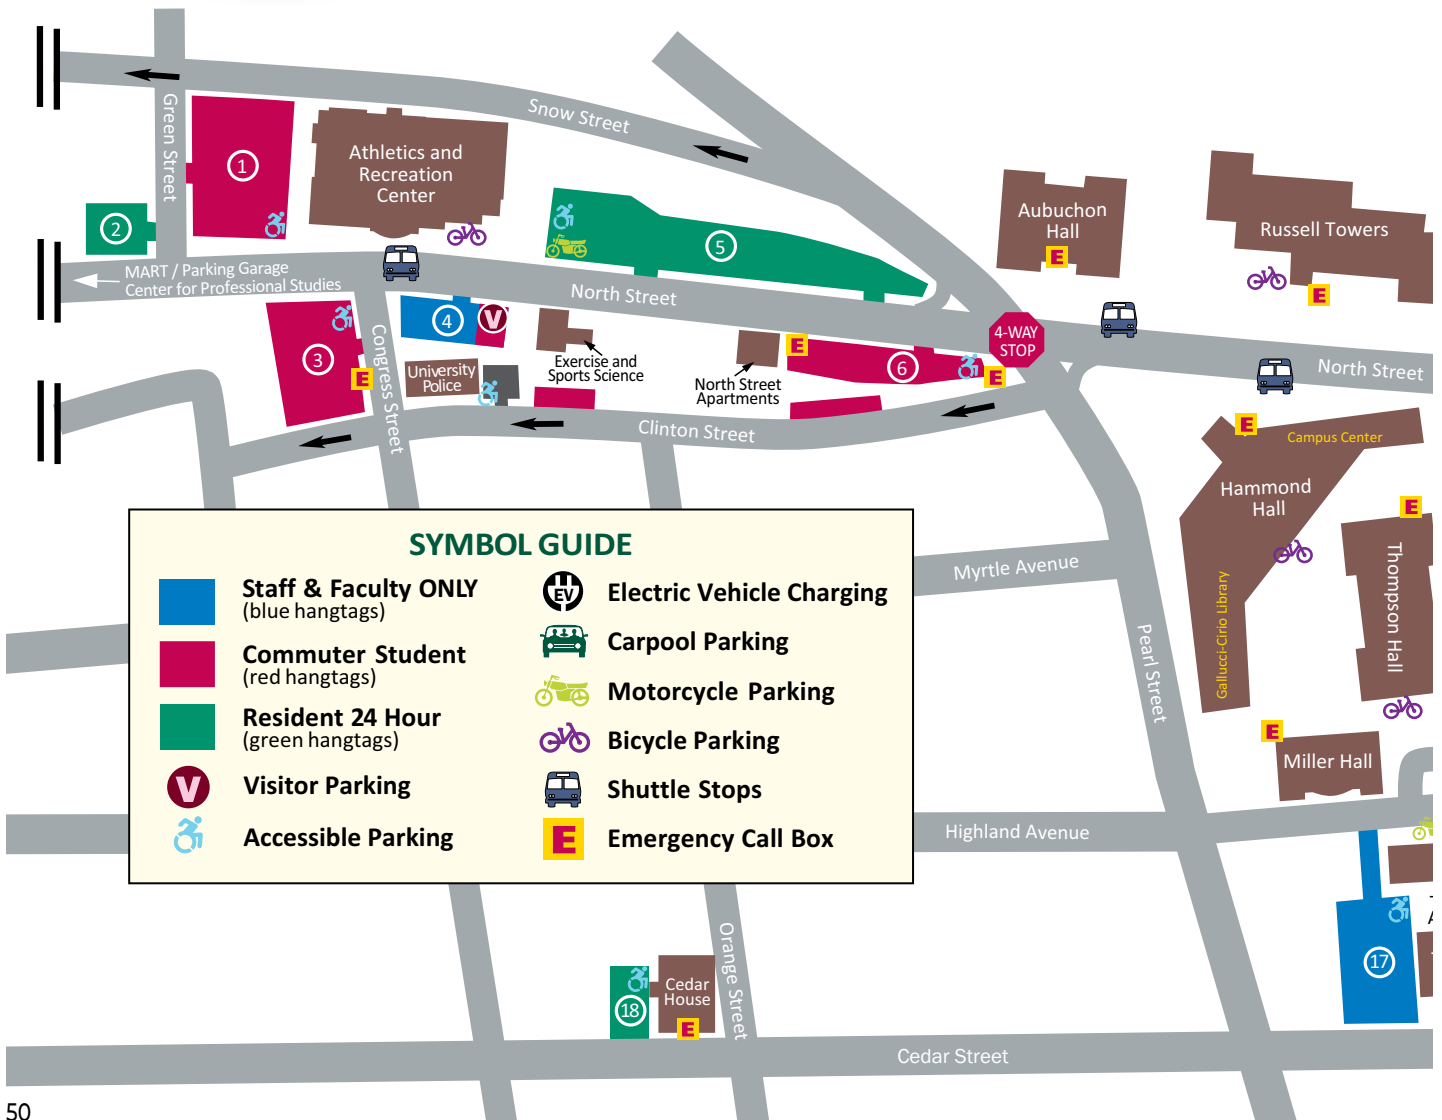 Snow Street
Green Street
1
Athletics and
Recreation
Center
2
5
Aubuchon
Hall
E
Russell Towers
E
MART / Parking Garage
Center for Professional Studies
North Street
4
V
3
E
Congress Street
University
Police
Exercise and
Sports Science
E
North Street
Apartments
6
E
4-WAY
STOP
North Street
Clinton Street
E
Campus Center
Hammond
Hall
Gallucci-Cirio Library
E
Thompson Hall
Myrtle Avenue
Pearl Street
E
Miller Hall
SYMBOL GUIDE
Staff & Faculty ONLY
(blue hangtags)
Commuter Student
(red hangtags)
Resident 24 Hour
(green hangtags)
V
Visitor Parking
Accessible Parking
EV
Electric Vehicle Charging
Carpool Parking
Motorcycle Parking
Bicycle Parking
Shuttle Stops
E
Emergency Call Box
Highland Avenue
17
Orange Street
18
Cedar
House
E
Cedar Street
50